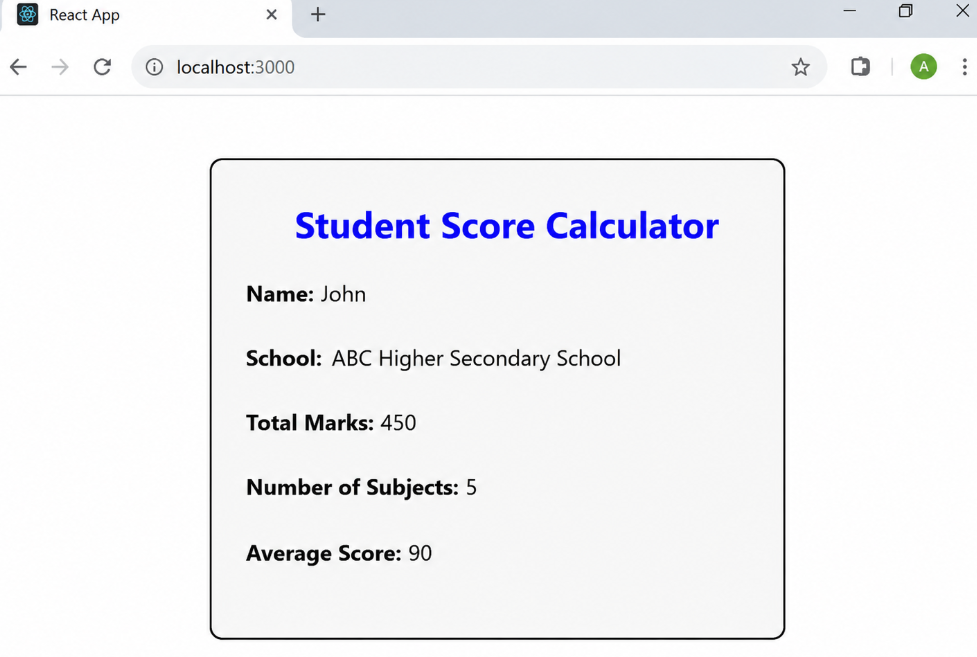 React App
localhost:3000
A
Student Score Calculator
Name: John
School: ABC Higher Secondary School
Total Marks: 450
Number of Subjects: 5
Average Score: 90